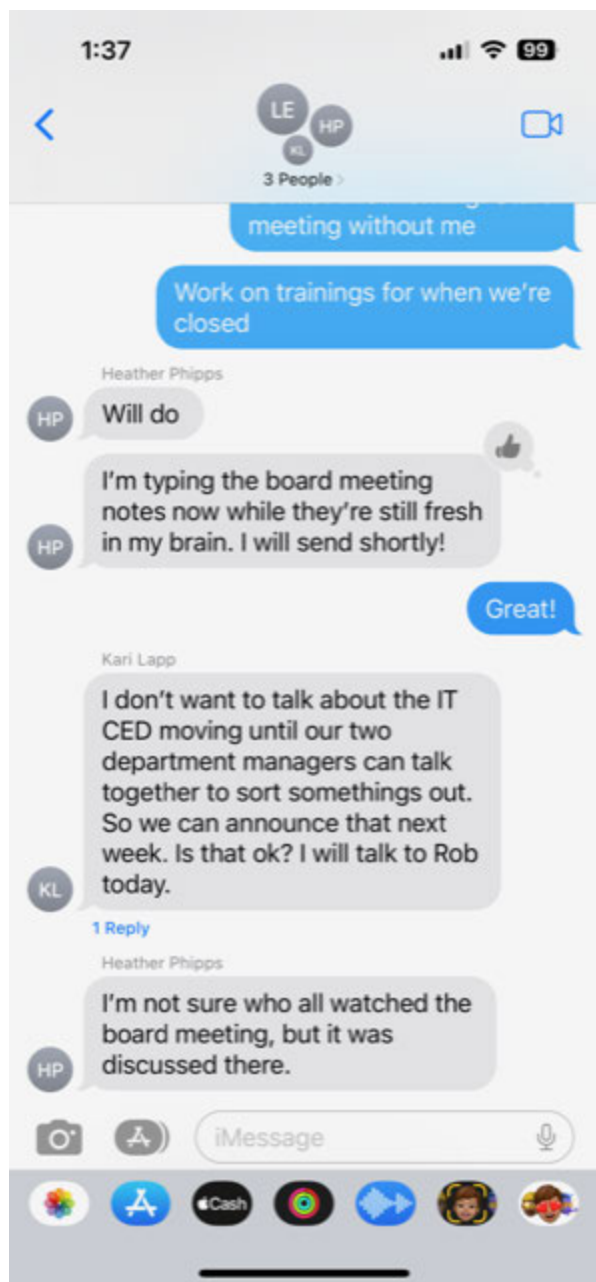 1:37
99
LE
HP
KL
3 People
meeting without me
Work on trainings for when we're
closed
Heather Phipps
HP
Will do
I'm typing the board meeting
notes now while they're still fresh
in my brain. I will send shortly!
HP
Great!
Kari Lapp
I don't want to talk about the IT
CED moving until our two
department managers can talk
together to sort somethings out.
So we can announce that next
week. Is that ok? I will talk to Rob
today.
KL
1 Reply
Heather Phipps
I'm not sure who all watched the
board meeting, but it was
discussed there.
HP
iMessage
Cash